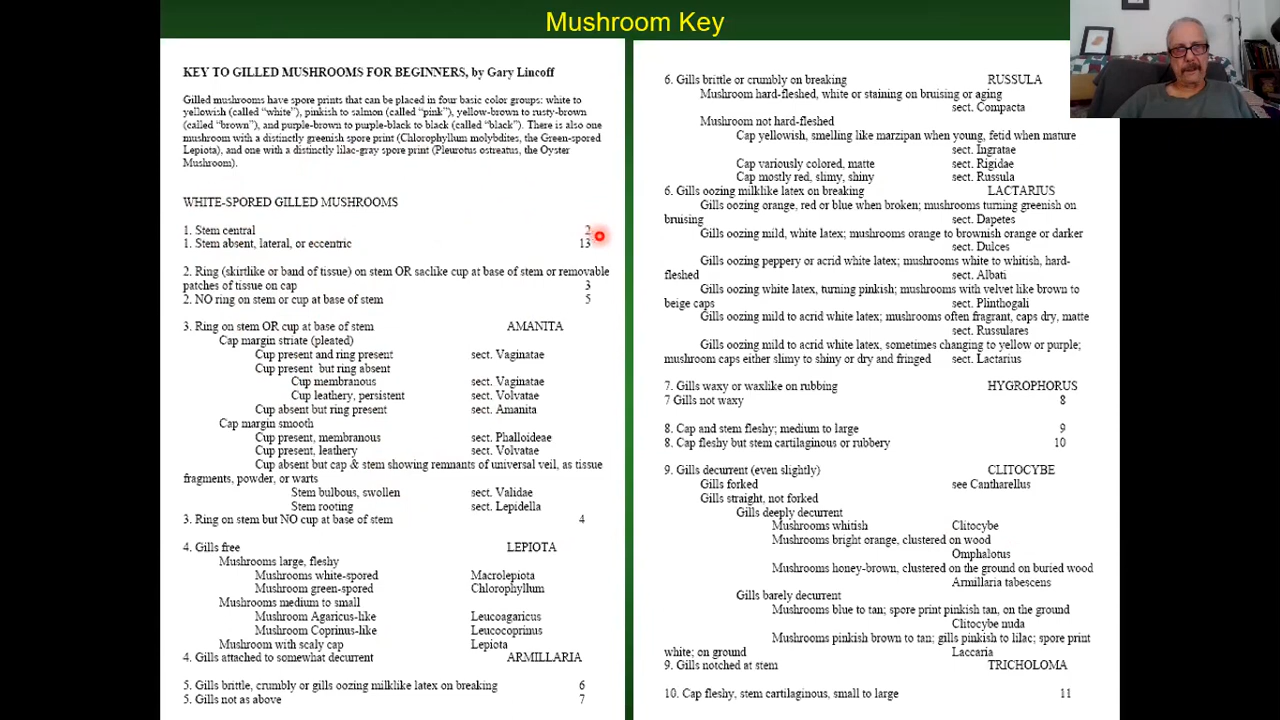 Mushroom Key
KEY TO GILLED MUSHROOMS FOR BEGINNERS, by Gary Lincoff
Gilled mushrooms have spore prints that can be placed in four basic color groups: white to
yellowish (called “white”), pinkish to salmon (called “pink”), yellow-brown to rusty-brown
(called “brown”), and purple-brown to purple-black to black (called “black”). There is also one
mushroom with a distinctly greenish spore print (Chlorophyllum molybdites, the Green-spored
Lepiota), and one with a distinctly lilac-gray spore print (Pleurotus ostreatus, the Oyster
Mushroom).
WHITE-SPORED GILLED MUSHROOMS
1. Stem central 2
1. Stem absent, lateral, or eccentric 13
2. Ring (skirtlike or band of tissue) on stem OR saclike cup at base of stem or removable
patches of tissue on cap 3
2. NO ring on stem or cup at base of stem 5
3. Ring on stem OR cup at base of stem AMANITA
Cap margin striate (pleated)
Cup present and ring present sect. Vaginatae
Cup present but ring absent
Cup membranous sect. Vaginatae
Cup leathery, persistent sect. Volvatae
Cup absent but ring present sect. Amanita
Cap margin smooth
Cup present, membranous sect. Phalloideae
Cup present, leathery sect. Volvatae
Cup absent but cap & stem showing remnants of universal veil, as tissue
fragments, powder, or warts
Stem bulbous, swollen sect. Validae
Stem rooting sect. Lepidella
3. Ring on stem but NO cup at base of stem 4
4. Gills free LEPIOTA
Mushrooms large, fleshy
Mushrooms white-spored Macrolepiota
Mushroom green-spored Chlorophyllum
Mushrooms medium to small
Mushroom Agaricus-like Leucoagaricus
Mushroom Coprinus-like Leucocoprinus
Mushroom with scaly cap Lepiota
4. Gills attached to somewhat decurrent ARMILLARIA
5. Gills brittle, crumbly or gills oozing milklike latex on breaking 6
5. Gills not as above 7
6. Gills brittle or crumbly on breaking RUSSULA
Mushroom hard-fleshed, white or staining on bruising or aging
sect. Compacta
Mushroom not hard-fleshed
Cap yellowish, smelling like marzipan when young, fetid when mature
sect. Ingratae
Cap variously colored, matte sect. Rigidae
Cap mostly red, slimy, shiny sect. Russula
6. Gills oozing milklike latex on breaking LACTARIUS
Gills oozing orange, red or blue when broken; mushrooms turning greenish on
bruising sect. Dapetes
Gills oozing mild, white latex; mushrooms orange to brownish orange or darker
sect. Dulces
Gills oozing peppery or acrid white latex; mushrooms white to whitish, hard-
fleshed sect. Albati
Gills oozing white latex, turning pinkish; mushrooms with velvet like brown to
beige caps sect. Plinthogali
Gills oozing mild to acrid white latex; mushrooms often fragrant, caps dry, matte
sect. Russulares
Gills oozing mild to acrid white latex, sometimes changing to yellow or purple;
mushroom caps either slimy to shiny or dry and fringed sect. Lactarius
7. Gills waxy or waxlike on rubbing HYGROPHORUS
7 Gills not waxy 8
8. Cap and stem fleshy; medium to large 9
8. Cap fleshy but stem cartilaginous or rubbery 10
9. Gills decurrent (even slightly) CLITOCYBE
Gills forked see Cantharellus
Gills straight, not forked
Gills deeply decurrent
Mushrooms whitish Clitocybe
Mushrooms bright orange, clustered on wood
Omphalotus
Mushrooms honey-brown, clustered on the ground on buried wood
Armillaria tabescens
Gills barely decurrent
Mushrooms blue to tan; spore print pinkish tan, on the ground
Clitocybe nuda
Mushrooms pinkish brown to tan; gills pinkish to lilac; spore print
white; on ground Laccaria
9. Gills notched at stem TRICHOLOMA
10. Cap fleshy, stem cartilaginous, small to large 11